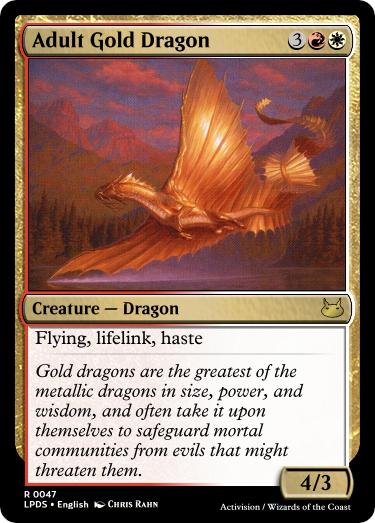 Adult Gold Dragon 3
Creature — Dragon
Flying, lifelink, haste
Gold dragons are the greatest of the
metallic dragons in size, power, and
wisdom, and often take it upon
themselves to safeguard mortal
communities from evils that might
threaten them.
4/3
R 0047
LPDS • English Chris Rahn
Activision / Wizards of the Coast